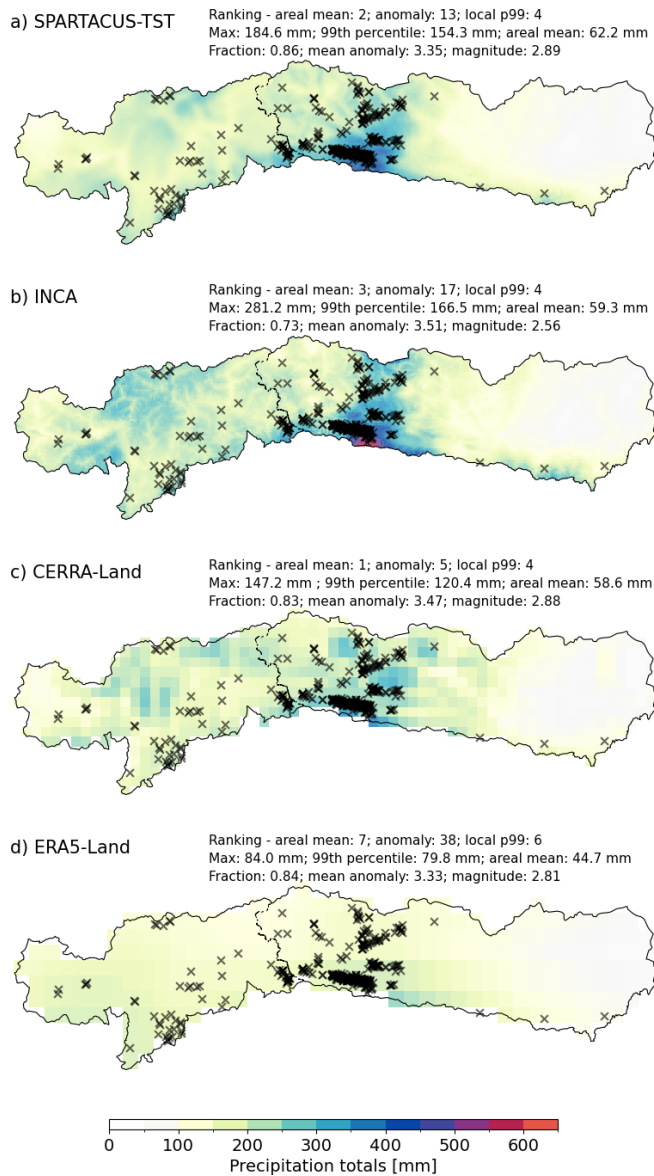 a) SPARTACUS-TST
Ranking - areal mean: 2; anomaly: 13; local p99: 4
Max: 184.6 mm; 99th percentile: 154.3 mm; areal mean: 62.2 mm
Fraction: 0.86; mean anomaly: 3.35; magnitude: 2.89
b) INCA
Ranking - areal mean: 3; anomaly: 17; local p99: 4
Max: 281.2 mm; 99th percentile: 166.5 mm; areal mean: 59.3 mm
Fraction: 0.73; mean anomaly: 3.51; magnitude: 2.56
c) CERRA-Land
Ranking - areal mean: 1; anomaly: 5; local p99: 4
Max: 147.2 mm ; 99th percentile: 120.4 mm; areal mean: 58.6 mm
Fraction: 0.83; mean anomaly: 3.47; magnitude: 2.88
d) ERA5-Land
Ranking - areal mean: 7; anomaly: 38; local p99: 6
Max: 84.0 mm; 99th percentile: 79.8 mm; areal mean: 44.7 mm
Fraction: 0.84; mean anomaly: 3.33; magnitude: 2.81
0 100 200 300 400 500 600
Precipitation totals [mm]